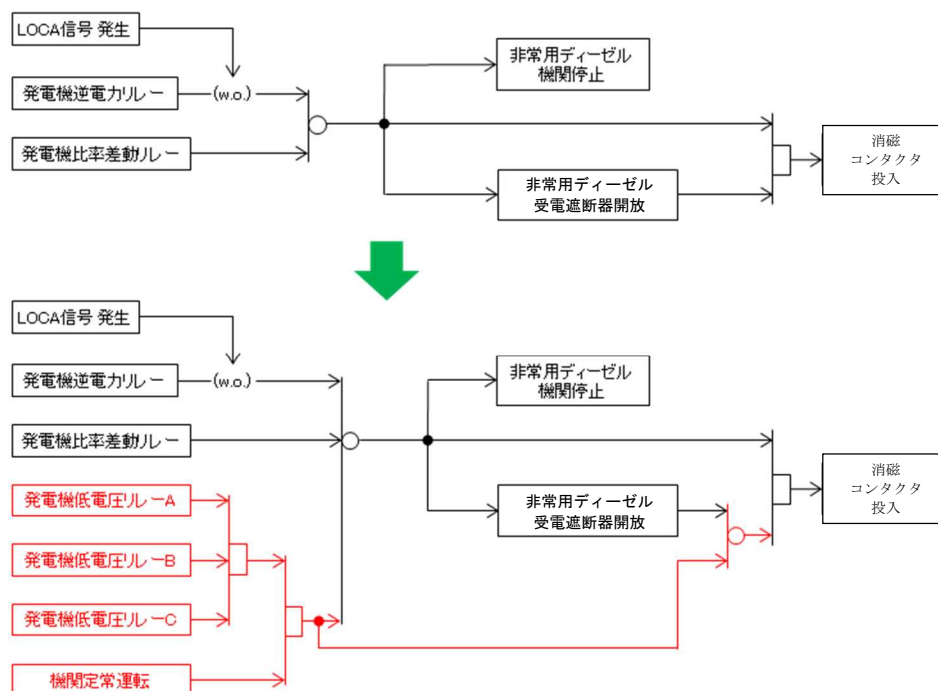 LOCA信号 発生
発電機逆電力リレー
(w.o.)
発電機比率差動リレー
非常用ディーゼル
機関停止
非常用ディーゼル
受電遮断器開放
消磁
コンタクタ
投入
LOCA信号 発生
発電機逆電力リレー
(w.o.)
発電機比率差動リレー
発電機低電圧リレーA
発電機低電圧リレーB
発電機低電圧リレーC
機関定常運転
非常用ディーゼル
機関停止
非常用ディーゼル
受電遮断器開放
消磁
コンタクタ
投入